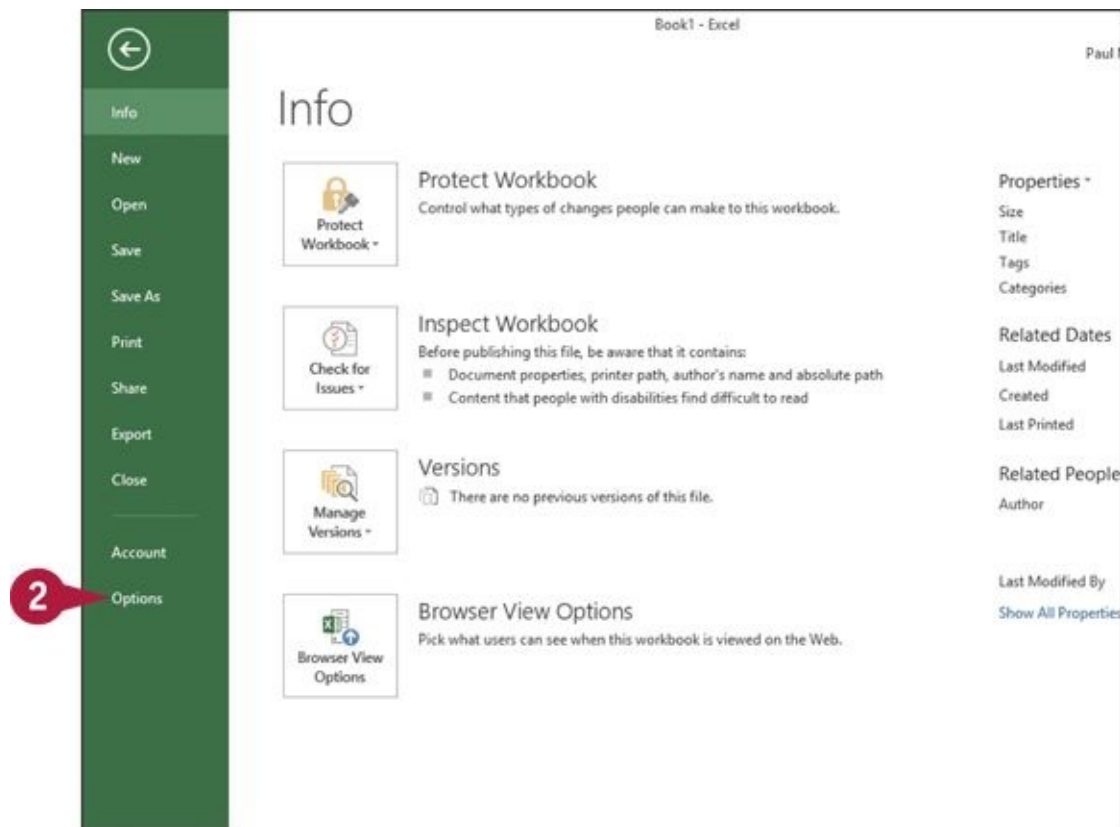 Book1 - Excel
Paul
Info
New
Open
Save
Save As
Print
Share
Export
Close
Account
2
Options
Info
Protect Workbook
Protect Workbook
Control what types of changes people can make to this workbook.
Check for Issues
Inspect Workbook
Before publishing this file, be aware that it contains:
Document properties, printer path, author's name and absolute path
Content that people with disabilities find difficult to read
Manage Versions
Versions
There are no previous versions of this file.
Browser View Options
Browser View Options
Pick what users can see when this workbook is viewed on the Web.
Properties
Size
Title
Tags
Categories
Related Dates
Last Modified
Created
Last Printed
Related People
Author
Last Modified By
Show All Properties